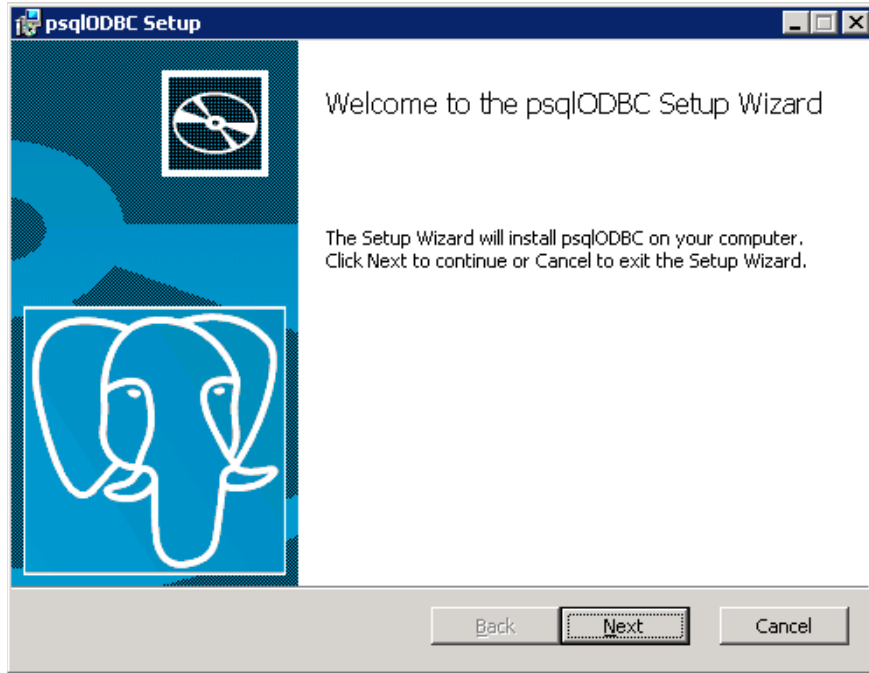 psqlODBC Setup
Welcome to the psqlODBC Setup Wizard
The Setup Wizard will install psqlODBC on your computer.
Click Next to continue or Cancel to exit the Setup Wizard.
Back Next Cancel